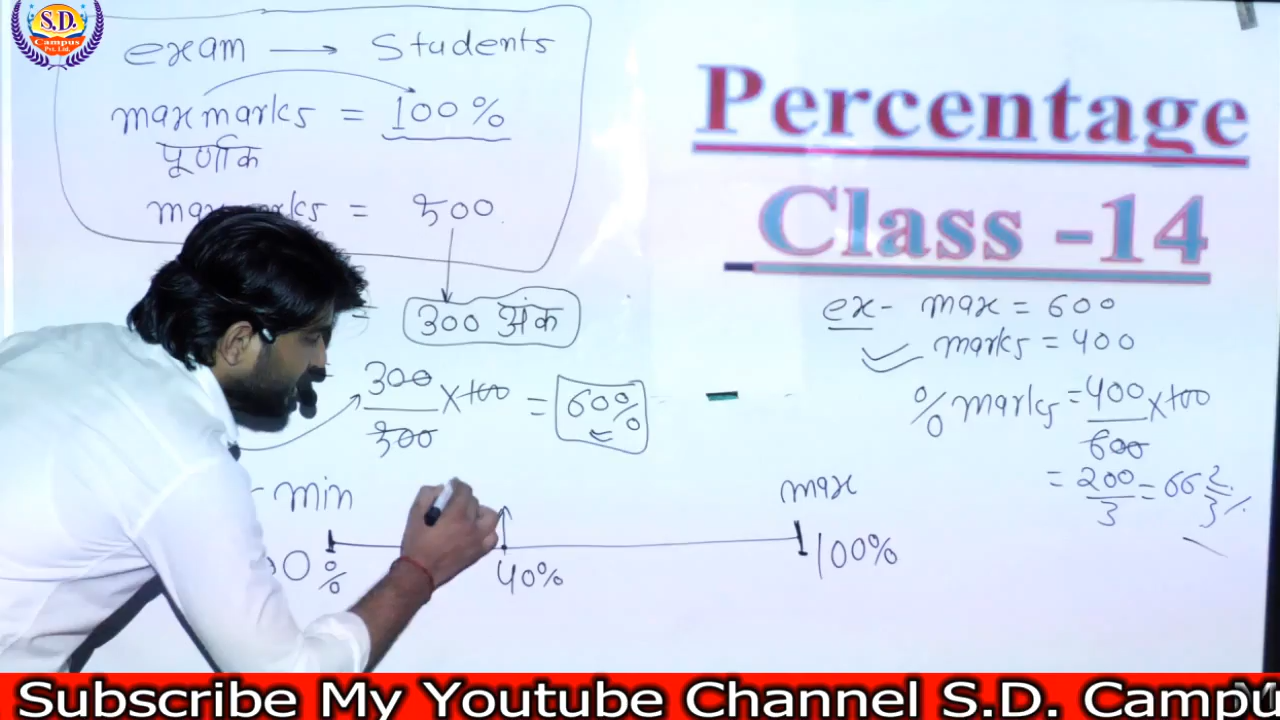 S.D.
Campus
Pvt. Ltd.
exam → Students
max marks = 100%
पूर्णांक
= 500
300 अंक
300/500 × 100 = 60%
min
max
0%
40%
100%
Percentage
Class -14
ex- max = 600
marks = 400
% marks = 400/600 × 100
= 200/3 = 66 2/3 %
Subscribe My Youtube Channel S.D. Campu